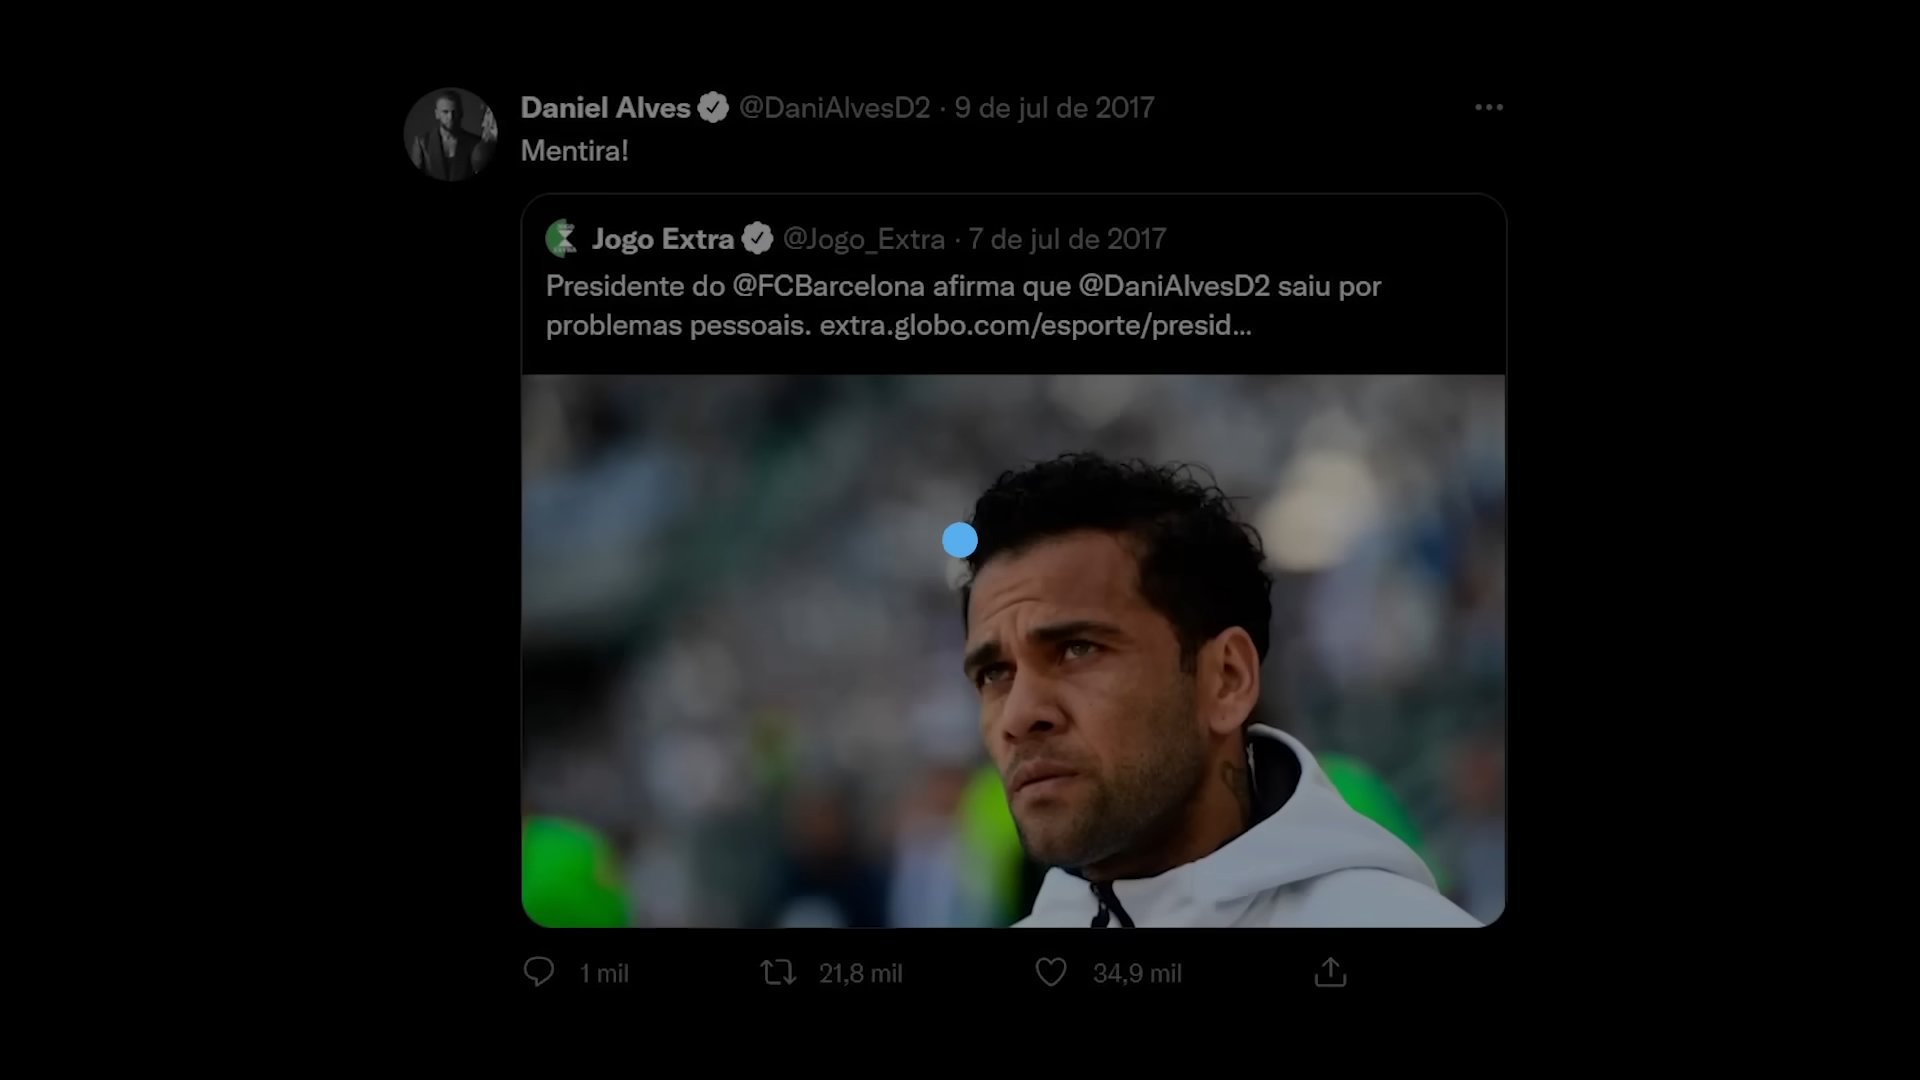 Daniel Alves @DaniAlvesD2 · 9 de jul de 2017
Mentira!
Jogo Extra @Jogo_Extra · 7 de jul de 2017
Presidente do @FCBarcelona afirma que @DaniAlvesD2 saiu por
problemas pessoais. extra.globo.com/esporte/presid...
1 mil 21,8 mil 34,9 mil